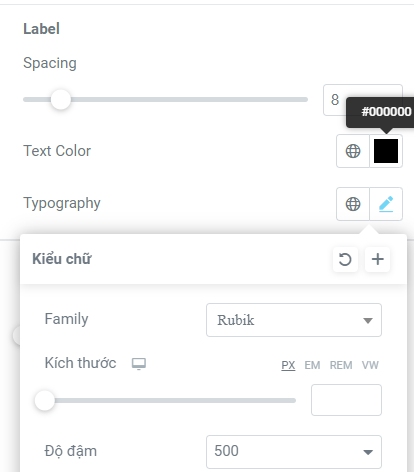 Label
Spacing
8
#000000
Text Color
Typography
Kiểu chữ
Family
Rubik
Kích thước
PX EM REM VW
Độ đậm
500